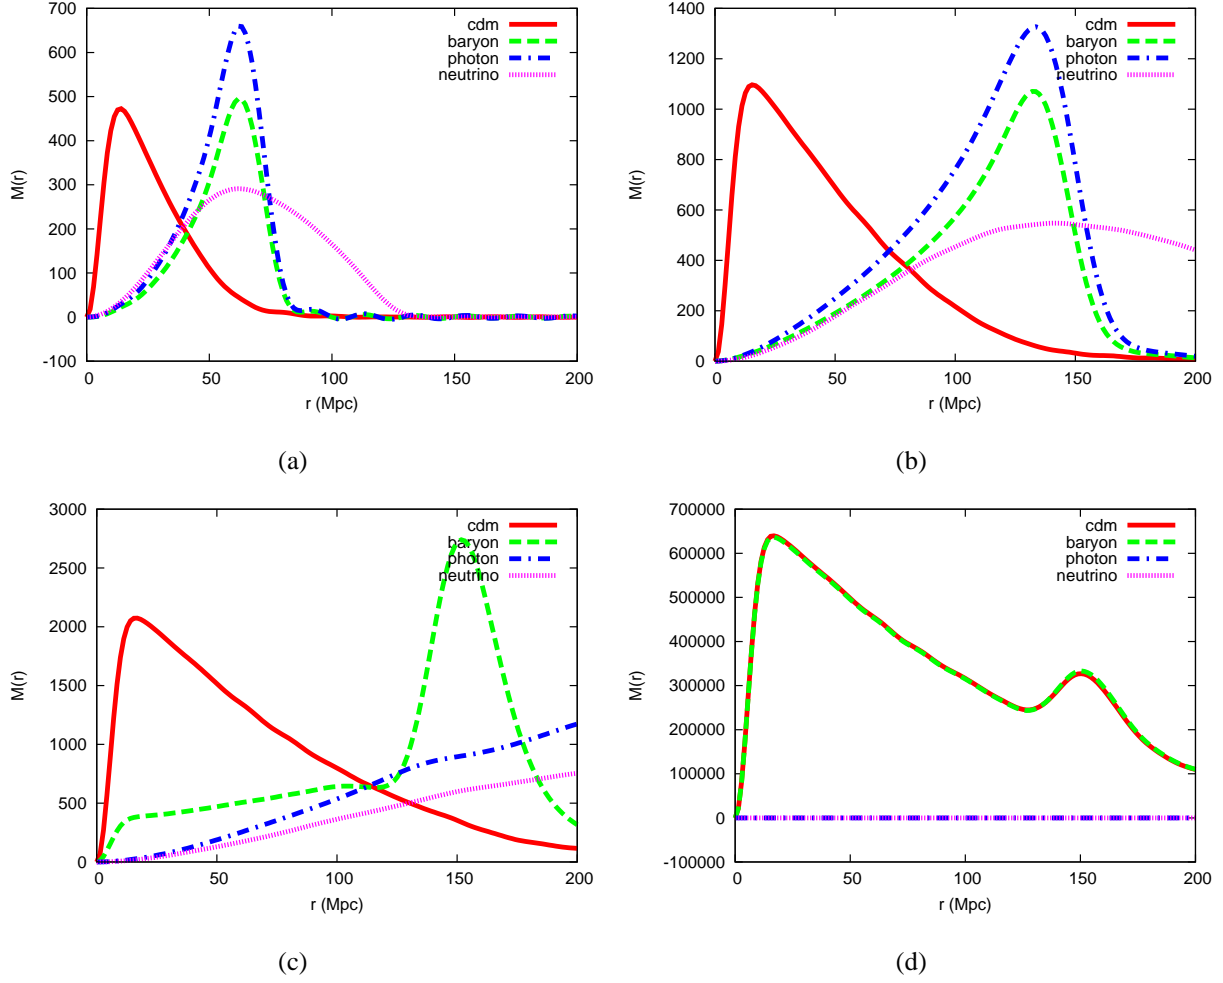 700
600
500
400
300
200
100
0
-100
0 50 100 150 200
M(r)
r (Mpc)
cdm
baryon
photon
neutrino
(a)
1400
1200
1000
800
600
400
200
0
0 50 100 150 200
M(r)
r (Mpc)
cdm
baryon
photon
neutrino
(b)
3000
2500
2000
1500
1000
500
0
0 50 100 150 200
M(r)
r (Mpc)
cdm
baryon
photon
neutrino
(c)
700000
600000
500000
400000
300000
200000
100000
0
-100000
0 50 100 150 200
M(r)
r (Mpc)
cdm
baryon
photon
neutrino
(d)